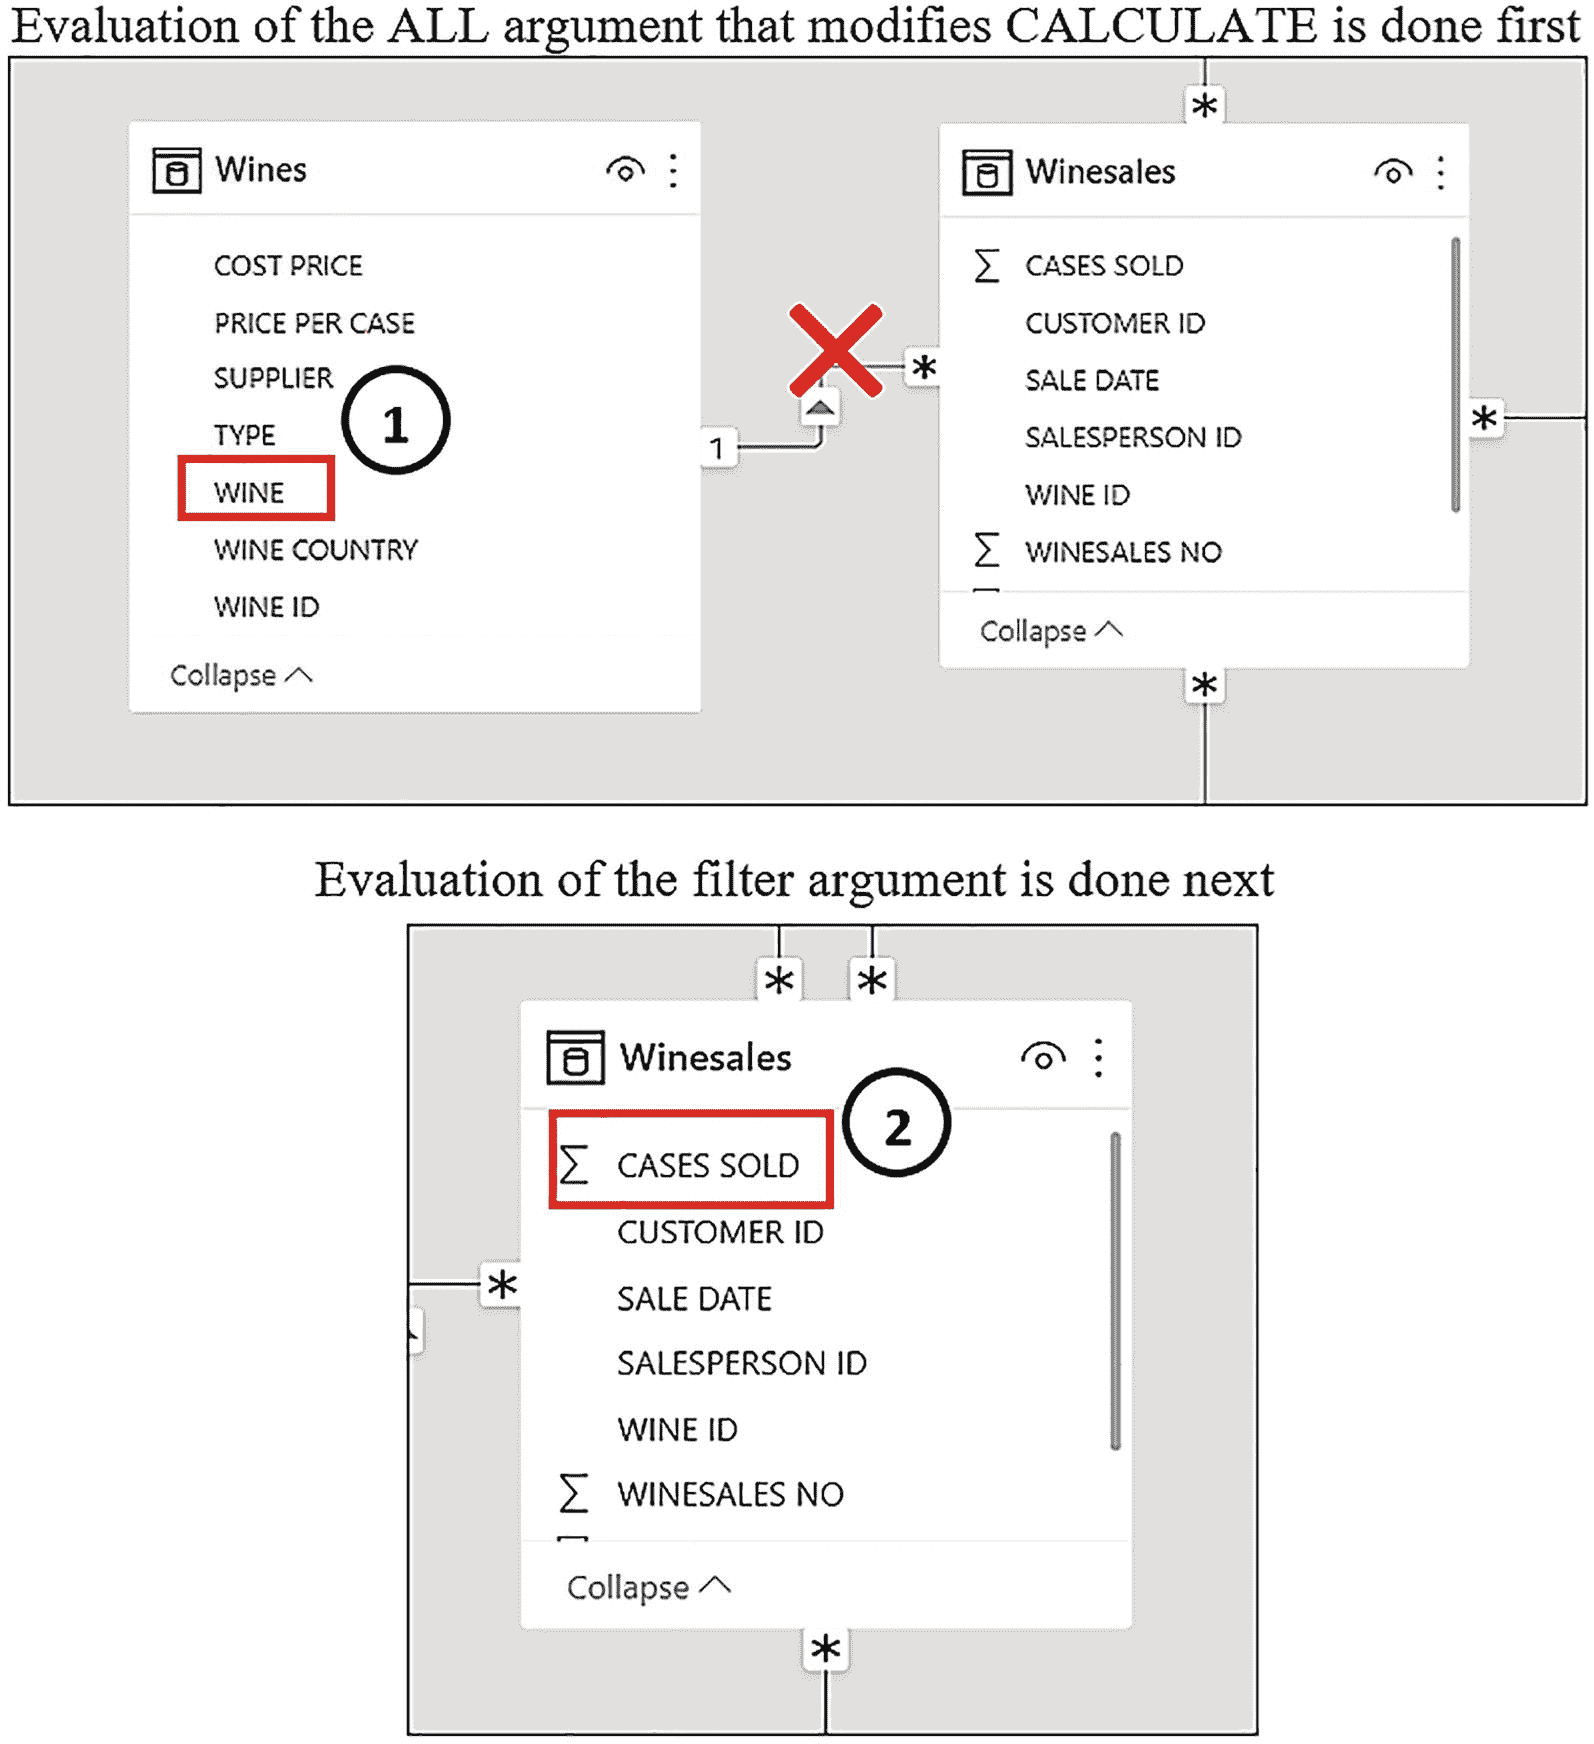 Evaluation of the ALL argument that modifies CALCULATE is done first
*
Wines
COST PRICE
PRICE PER CASE
SUPPLIER
TYPE
1
WINE
WINE COUNTRY
WINE ID
Collapse
1
*
Winesales
Σ CASES SOLD
CUSTOMER ID
SALE DATE
SALESPERSON ID
WINE ID
Σ WINESALES NO
Collapse
*
*
Evaluation of the filter argument is done next
* *
Winesales
2
Σ CASES SOLD
CUSTOMER ID
*
SALE DATE
SALESPERSON ID
WINE ID
Σ WINESALES NO
Collapse
*